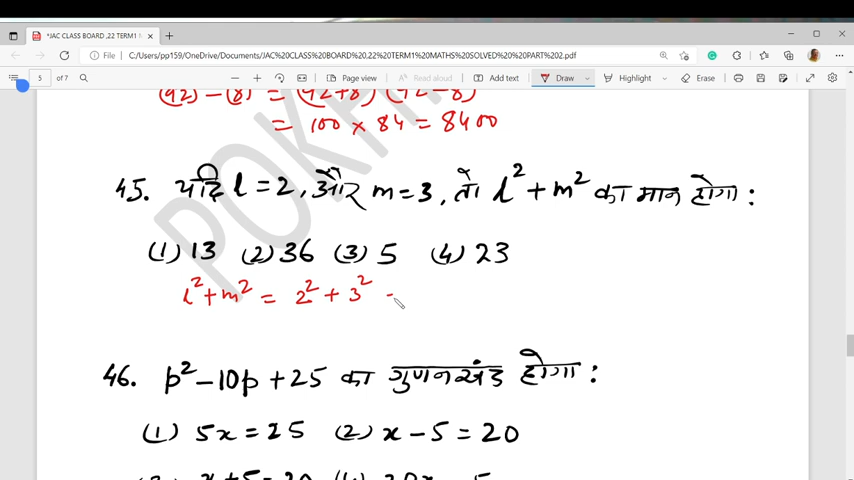 *JAC CLASS BOARD ,22 TERM1 M
File C:/Users/pp159/OneDrive/Documents/JAC%20CLASS%20BOARD,22%20TERM1%20MATHS%20SOLVED%20%20PART%202.pdf
5 of 7 Page view Read aloud Add text Draw Highlight Erase
= 100 × 84 = 8400
45. यदि l = 2, और m = 3, तो l² + m² का मान होगा :
(1) 13 (2) 36 (3) 5 (4) 23
l² + m² = 2² + 3² -
46. p² - 10p + 25 का गुणनखंड होगा :
(1) 5x = 25 (2) x - 5 = 20